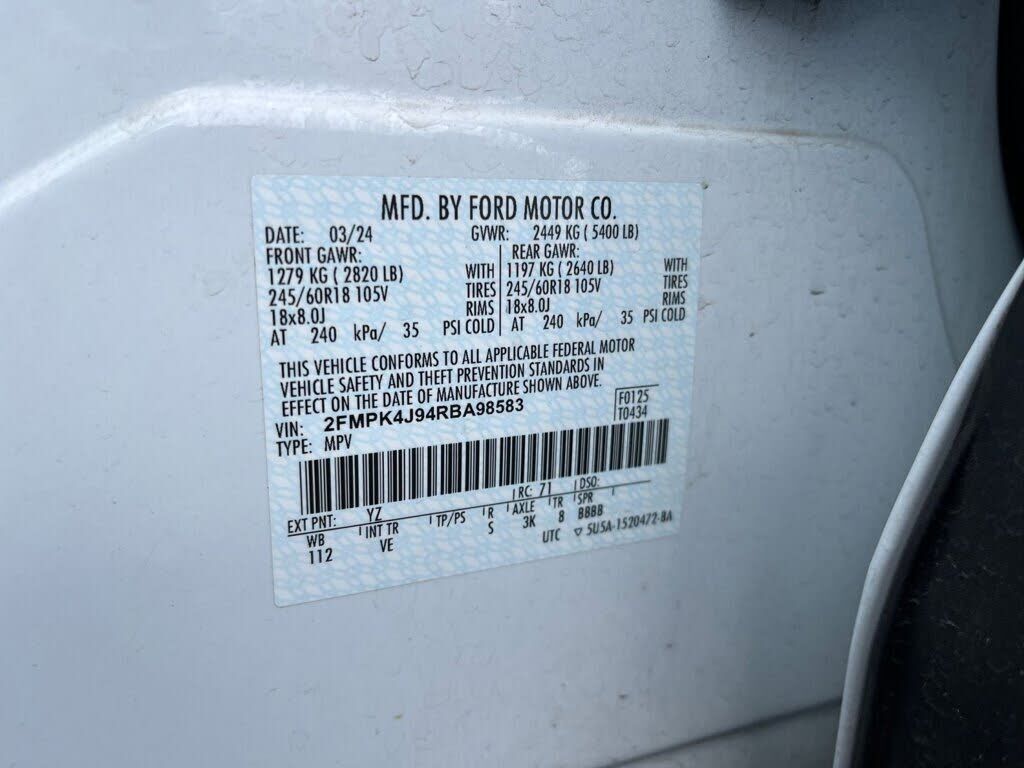 MFD. BY FORD MOTOR CO.
DATE: 03/24 GVWR: 2449 KG ( 5400 LB)
FRONT GAWR: REAR GAWR:
1279 KG ( 2820 LB) WITH 1197 KG ( 2640 LB) WITH
245/60R18 105V TIRES 245/60R18 105V TIRES
18x8.0J RIMS 18x8.0J RIMS
AT 240 kPa/ 35 PSI COLD AT 240 kPa/ 35 PSI COLD
THIS VEHICLE CONFORMS TO ALL APPLICABLE FEDERAL MOTOR
VEHICLE SAFETY AND THEFT PREVENTION STANDARDS IN
EFFECT ON THE DATE OF MANUFACTURE SHOWN ABOVE.
VIN: 2FMPK4J94RBA98583 F0125
TYPE: MPV T0434
EXT PNT: YZ RC: 71 DSO:
WB INT TR TP/PS R AXLE TR SPR
112 VE S 3K 8 BBBB
UTC ▽ 5U5A-1520472-BA